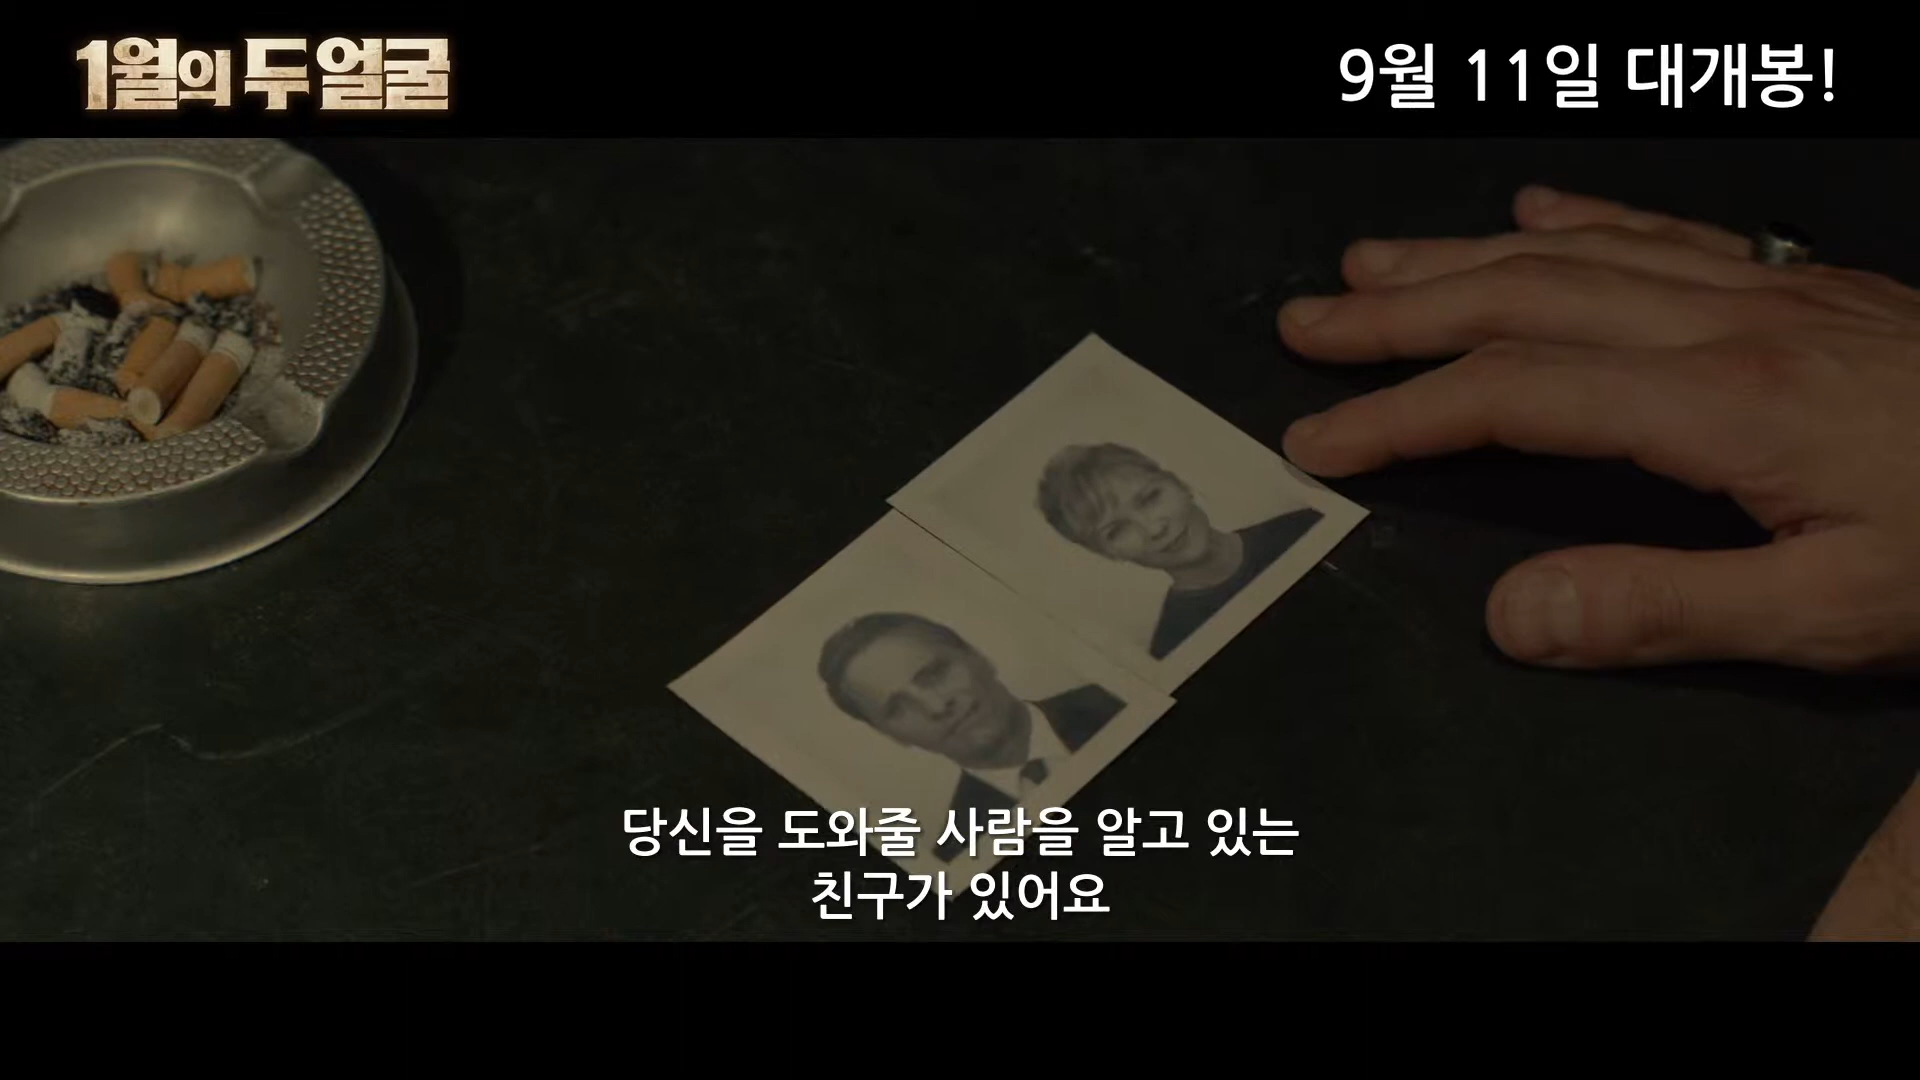 1월의 두 얼굴
9월 11일 대개봉!
당신을 도와줄 사람을 알고 있는
친구가 있어요